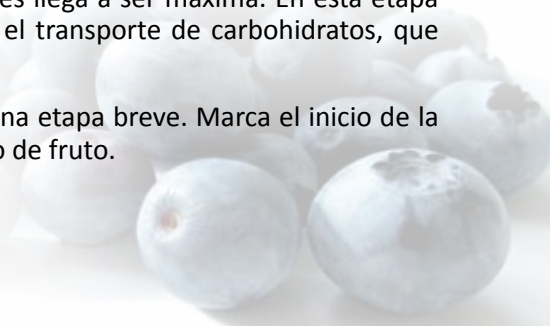 es llega a ser máxima. En esta etapa
el transporte de carbohidratos, que
na etapa breve. Marca el inicio de la
o de fruto.